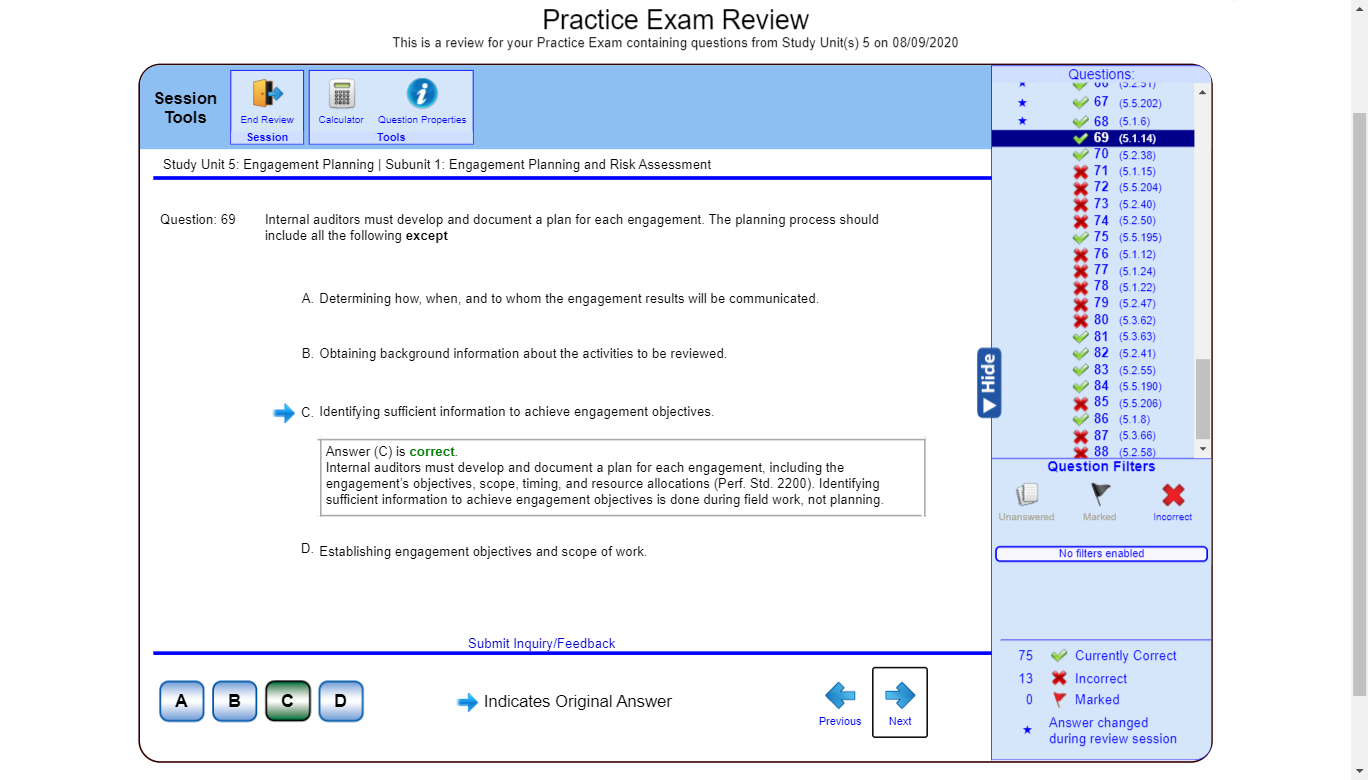 Practice Exam Review
This is a review for your Practice Exam containing questions from Study Unit(s) 5 on 08/09/2020
Session
Tools
End Review
Session
Calculator
Question Properties
Tools
Study Unit 5: Engagement Planning | Subunit 1: Engagement Planning and Risk Assessment
Question: 69
Internal auditors must develop and document a plan for each engagement. The planning process should
include all the following except
A. Determining how, when, and to whom the engagement results will be communicated.
B. Obtaining background information about the activities to be reviewed.
C. Identifying sufficient information to achieve engagement objectives.
Answer (C) is correct.
Internal auditors must develop and document a plan for each engagement, including the
engagement's objectives, scope, timing, and resource allocations (Perf. Std. 2200). Identifying
sufficient information to achieve engagement objectives is done during field work, not planning.
D. Establishing engagement objectives and scope of work.
Submit Inquiry/Feedback
A
B
C
D
Indicates Original Answer
Previous
Next
Hide
Questions:
67 (5.5.202)
68 (5.1.6)
69 (5.1.14)
70 (5.2.38)
71 (5.1.15)
72 (5.5.204)
73 (5.2.40)
74 (5.2.50)
75 (5.5.195)
76 (5.1.12)
77 (5.1.24)
78 (5.1.22)
79 (5.2.47)
80 (5.3.62)
81 (5.3.63)
82 (5.2.41)
83 (5.2.55)
84 (5.5.190)
85 (5.5.206)
86 (5.1.8)
87 (5.3.66)
88 (5.2.58)
Question Filters
Unanswered
Marked
Incorrect
No filters enabled
75 Currently Correct
13 Incorrect
0 Marked
Answer changed
during review session